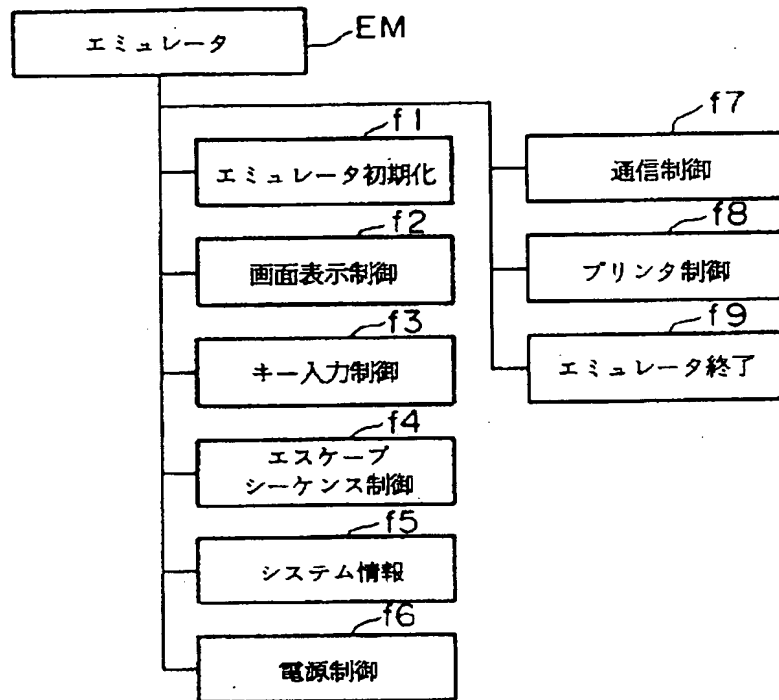 エミュレータ
EM
f1
エミュレータ初期化
f2
画面表示制御
f3
キー入力制御
f4
エスケープ
シーケンス制御
f5
システム情報
f6
電源制御
f7
通信制御
f8
プリンタ制御
f9
エミュレータ終了